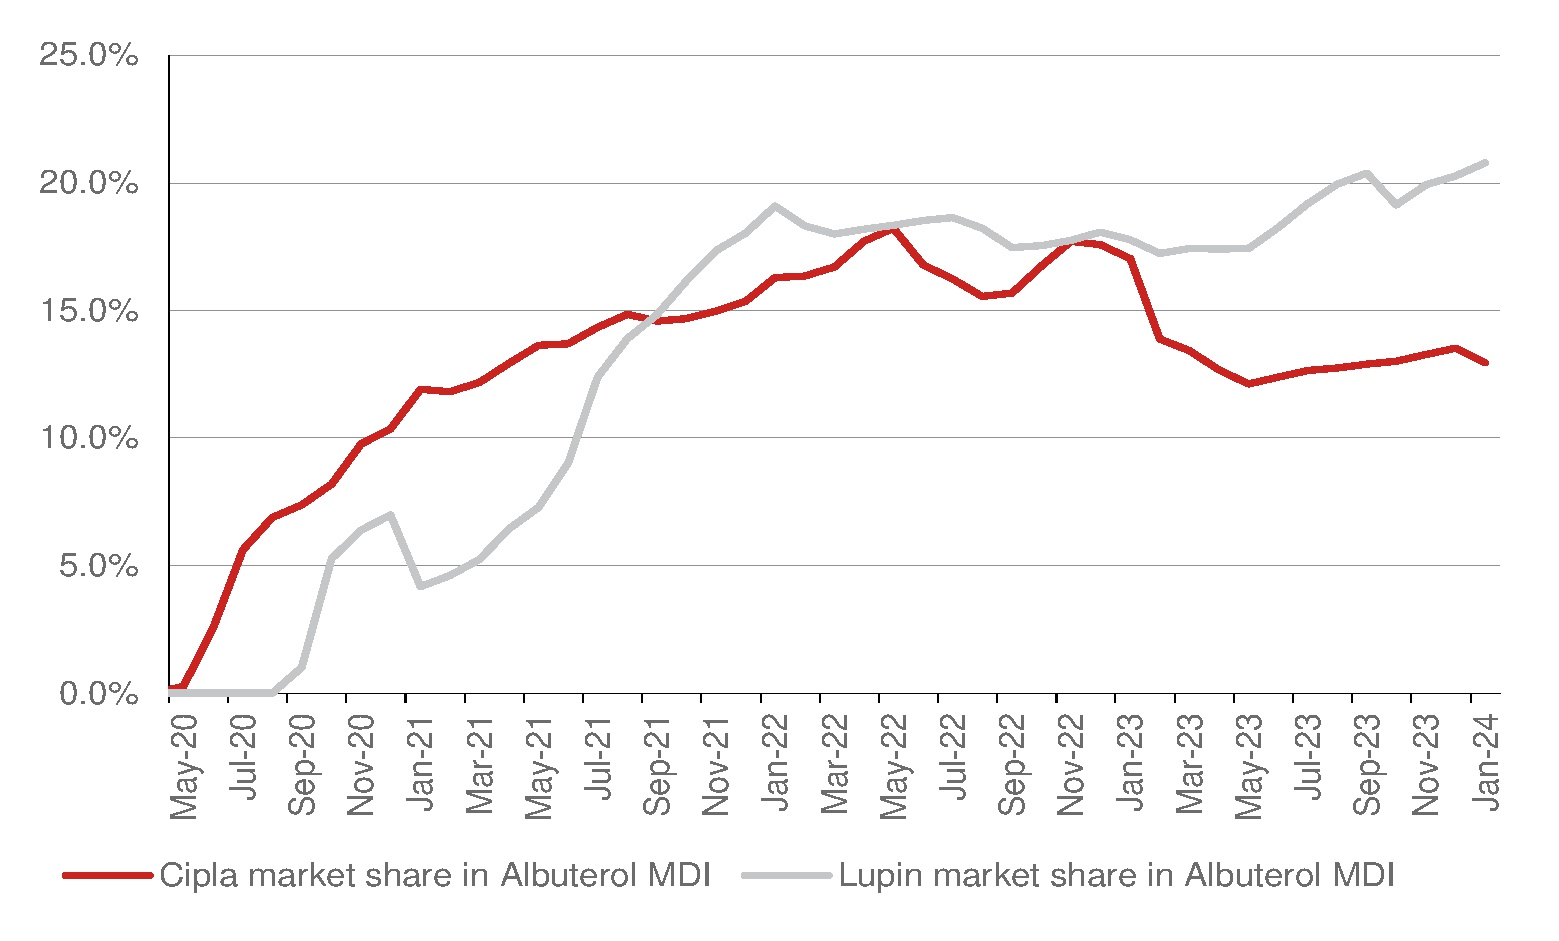 25.0%
20.0%
15.0%
10.0%
5.0%
0.0%
May-20
Jul-20
Sep-20
Nov-20
Jan-21
Mar-21
May-21
Jul-21
Sep-21
Nov-21
Jan-22
Mar-22
May-22
Jul-22
Sep-22
Nov-22
Jan-23
Mar-23
May-23
Jul-23
Sep-23
Nov-23
Jan-24
Cipla market share in Albuterol MDI
Lupin market share in Albuterol MDI